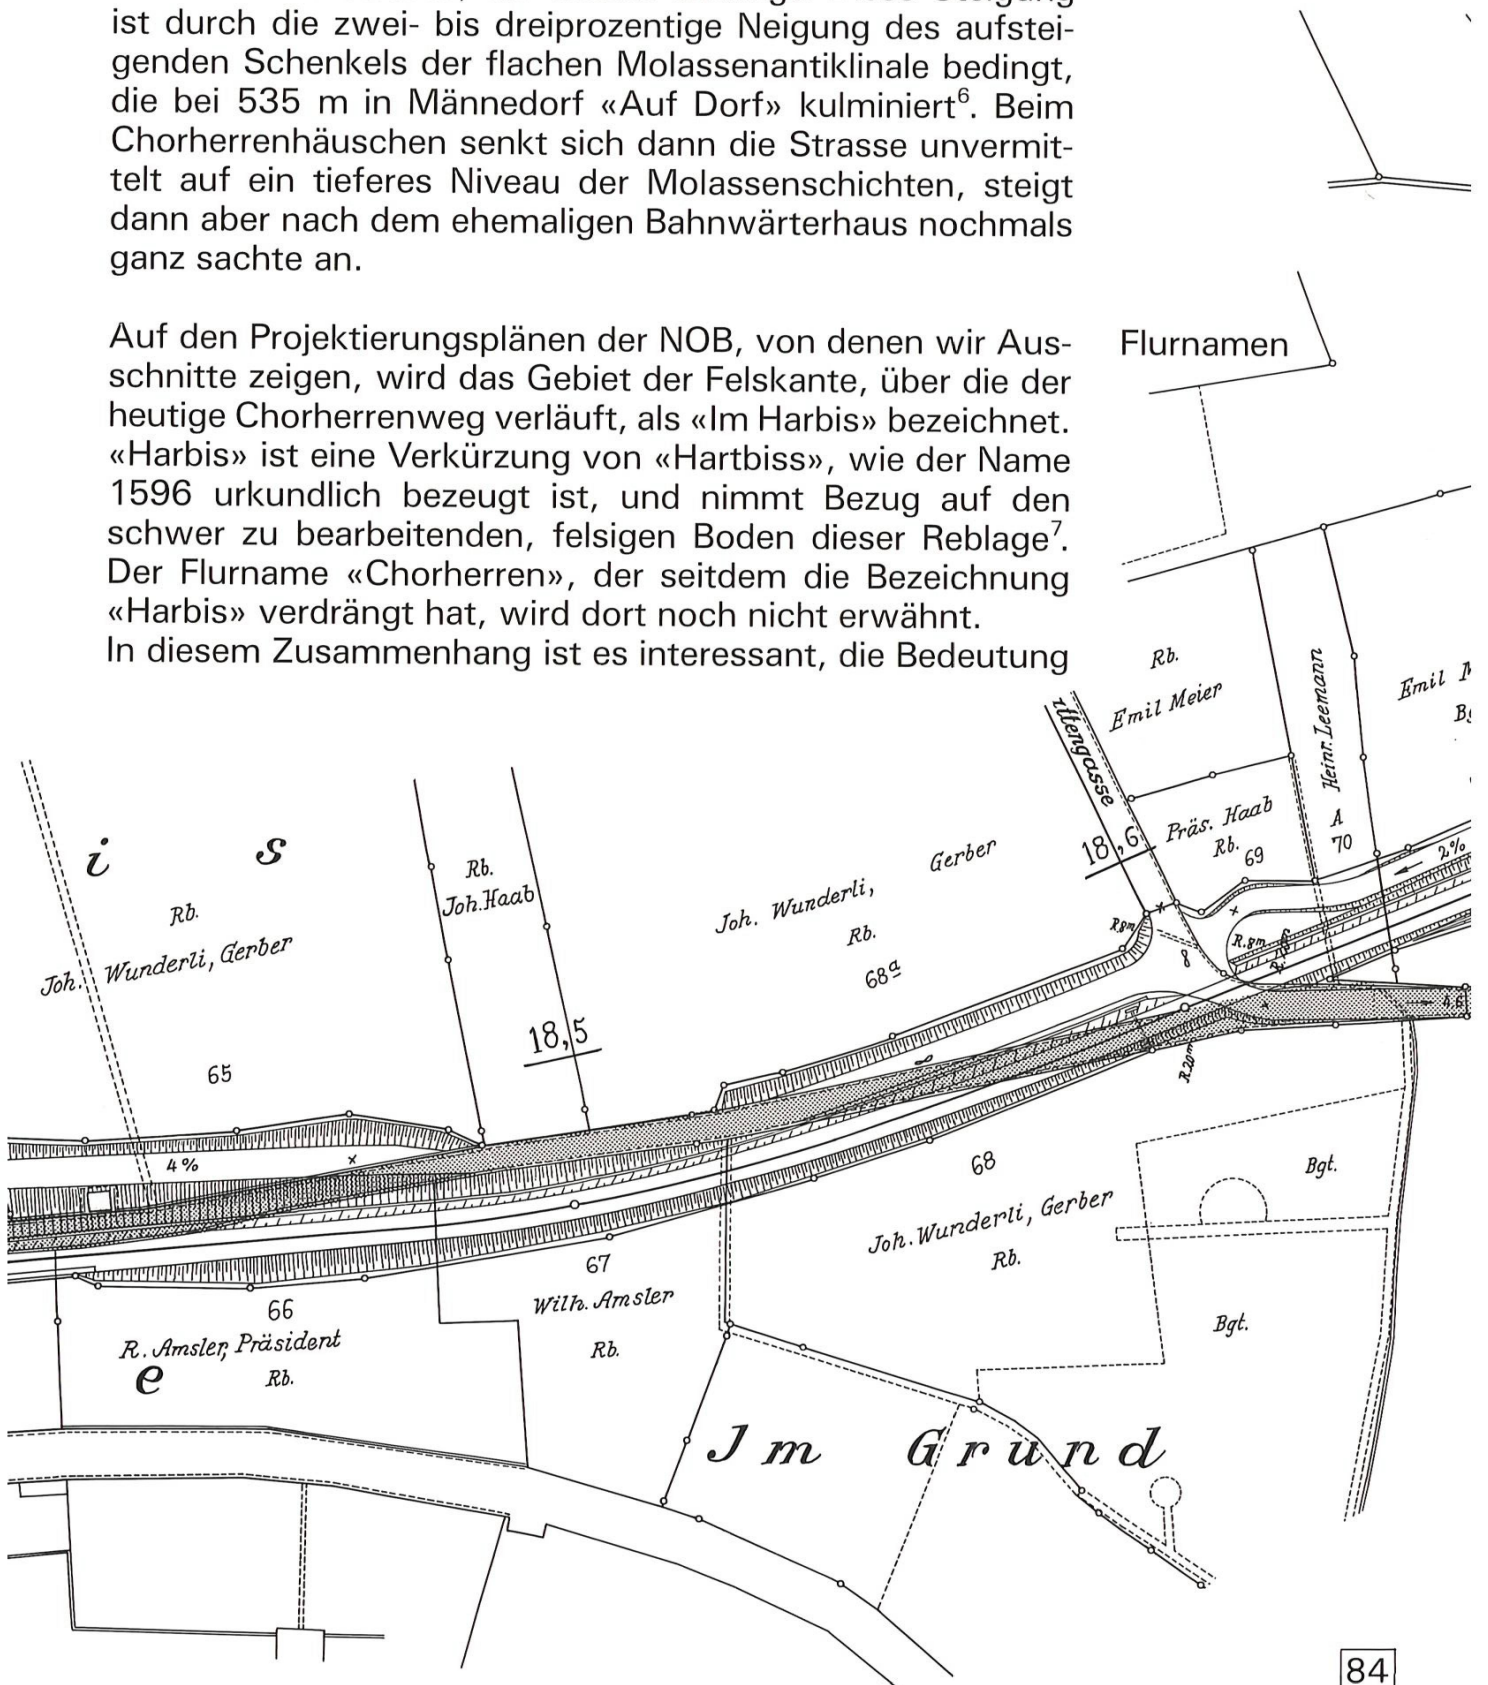 ist durch die zwei- bis dreiprozentige Neigung des aufstei-
genden Schenkels der flachen Molassenantiklinale bedingt,
die bei 535 m in Männedorf «Auf Dorf» kulminiert⁶. Beim
Chorherrenhäuschen senkt sich dann die Strasse unvermit-
telt auf ein tieferes Niveau der Molassenschichten, steigt
dann aber nach dem ehemaligen Bahnwärterhaus nochmals
ganz sachte an.
Auf den Projektierungsplänen der NOB, von denen wir Aus-
schnitte zeigen, wird das Gebiet der Felskante, über die der
heutige Chorherrenweg verläuft, als «Im Harbis» bezeichnet.
«Harbis» ist eine Verkürzung von «Hartbiss», wie der Name
1596 urkundlich bezeugt ist, und nimmt Bezug auf den
schwer zu bearbeitenden, felsigen Boden dieser Reblage⁷.
Der Flurname «Chorherren», der seitdem die Bezeichnung
«Harbis» verdrängt hat, wird dort noch nicht erwähnt.
In diesem Zusammenhang ist es interessant, die Bedeutung
Flurnamen
Rb.
Emil Meier
Heinr. Leemann
A
70
Emil
ttengasse
Präs. Haab
Rb.
69
18,6
2%
i s
Rb.
Joh. Wunderli, Gerber
65
Rb.
Joh. Haab
18,5
Joh. Wunderli, Gerber
Rb.
68a
R.8m
R.8m
8
4,6
R.20m
4%
x
66
R. Amsler, Präsident
Rb.
e
67
Wilh. Amsler
Rb.
68
Joh. Wunderli, Gerber
Rb.
Bgt.
Bgt.
Jm Grund
84